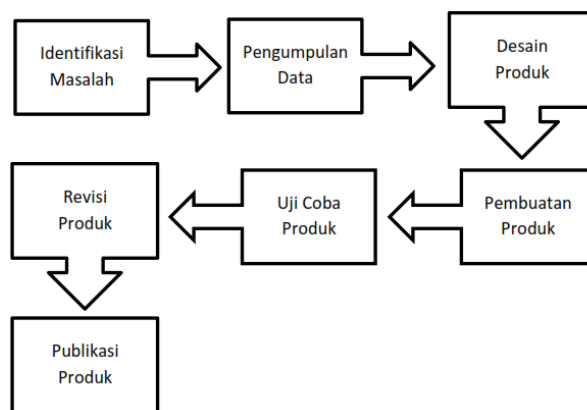 Identifikasi
Masalah
Pengumpulan
Data
Desain
Produk
Pembuatan
Produk
Uji Coba
Produk
Revisi
Produk
Publikasi
Produk